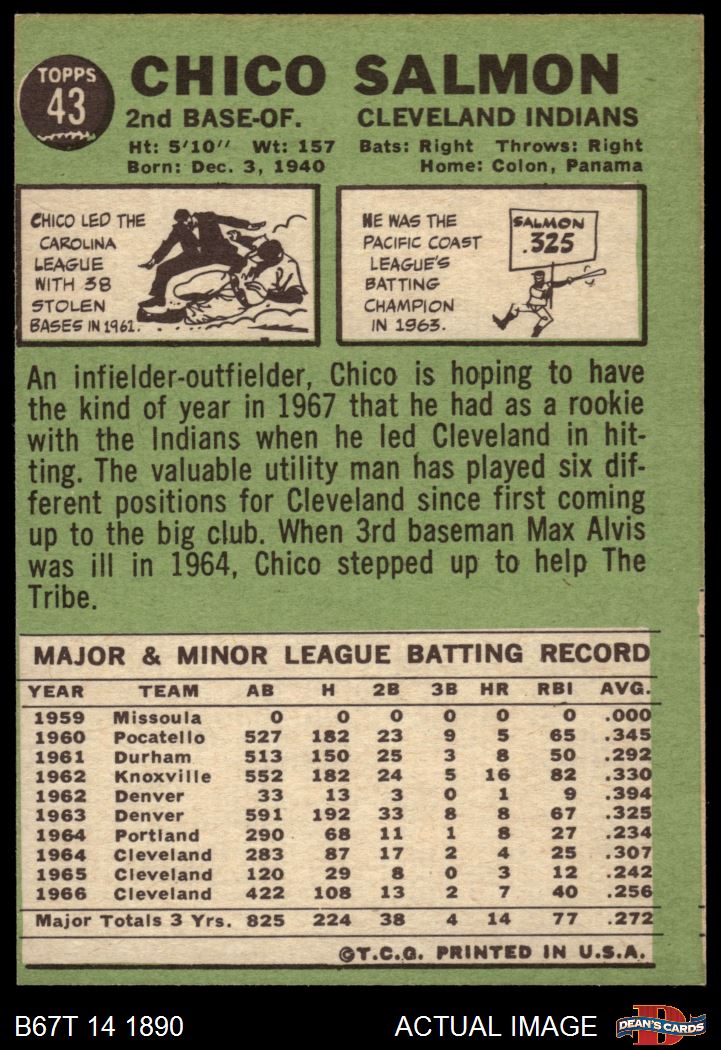 TOPPS
43
CHICO SALMON
2nd BASE-OF. CLEVELAND INDIANS
Ht: 5'10" Wt: 157 Bats: Right Throws: Right
Born: Dec. 3, 1940 Home: Colon, Panama
CHICO LED THE
CAROLINA
LEAGUE
WITH 38
STOLEN
BASES IN 1961.
HE WAS THE
PACIFIC COAST
LEAGUE'S
BATTING
CHAMPION
IN 1963.
SALMON
.325
An infielder-outfielder, Chico is hoping to have
the kind of year in 1967 that he had as a rookie
with the Indians when he led Cleveland in hit-
ting. The valuable utility man has played six dif-
ferent positions for Cleveland since first coming
up to the big club. When 3rd baseman Max Alvis
was ill in 1964, Chico stepped up to help The
Tribe.
MAJOR & MINOR LEAGUE BATTING RECORD
YEAR TEAM AB H 2B 3B HR RBI AVG.
1959 Missoula 0 0 0 0 0 0 .000
1960 Pocatello 527 182 23 9 5 65 .345
1961 Durham 513 150 25 3 8 50 .292
1962 Knoxville 552 182 24 5 16 82 .330
1962 Denver 33 13 3 0 1 9 .394
1963 Denver 591 192 33 8 8 67 .325
1964 Portland 290 68 11 1 8 27 .234
1964 Cleveland 283 87 17 2 4 25 .307
1965 Cleveland 120 29 8 0 3 12 .242
1966 Cleveland 422 108 13 2 7 40 .256
Major Totals 3 Yrs. 825 224 38 4 14 77 .272
©T.C.G. PRINTED IN U.S.A.
B67T 14 1890 ACTUAL IMAGE
DEAN'S CARDS